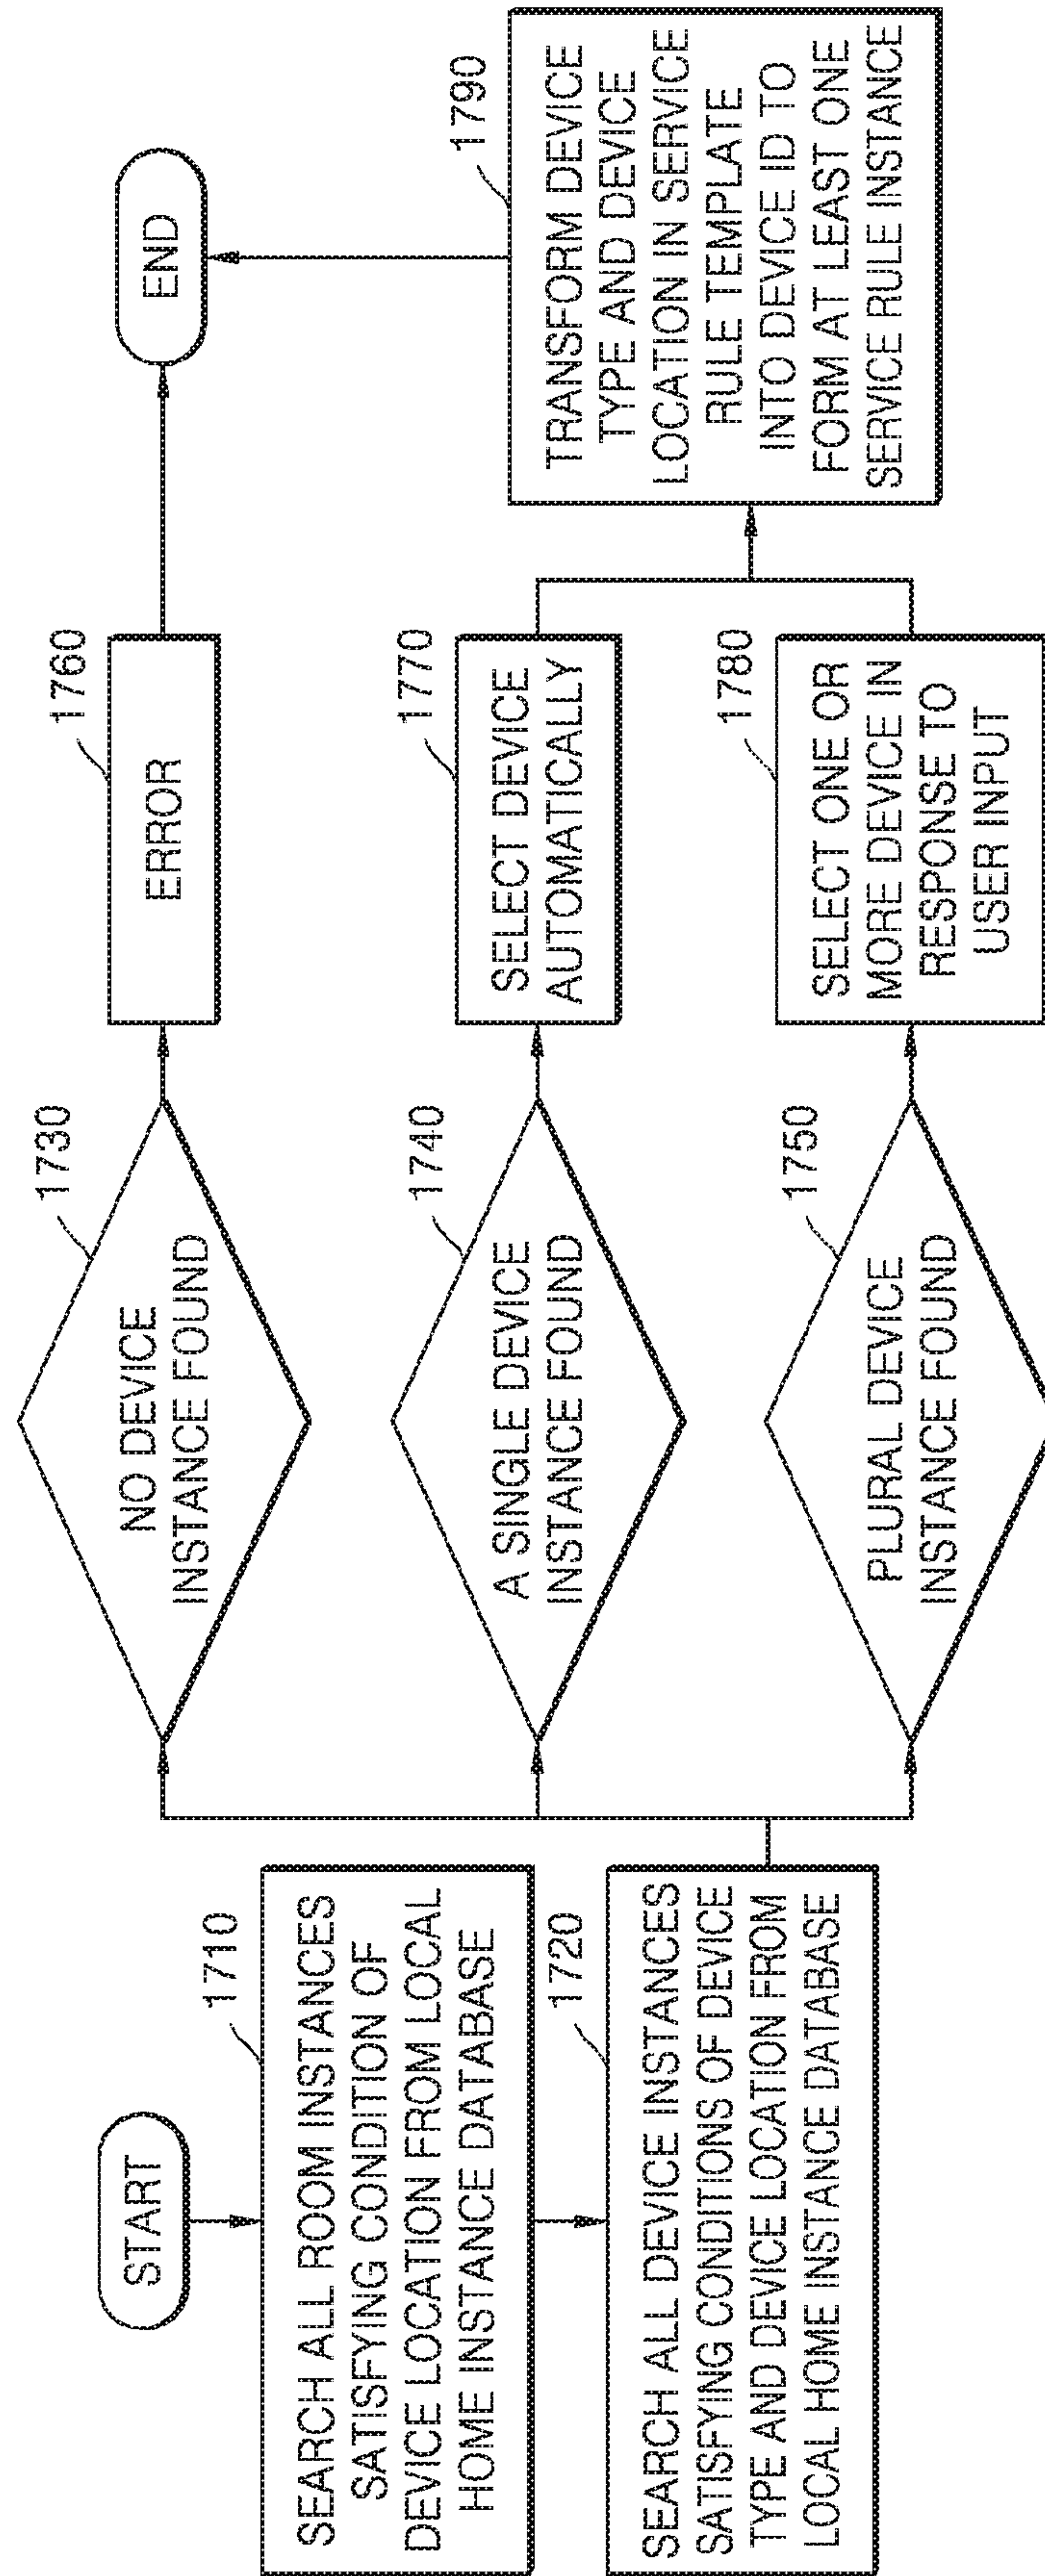 START
1710
SEARCH ALL ROOM INSTANCES
SATISFYING CONDITION OF
DEVICE LOCATION FROM LOCAL
HOME INSTANCE DATABASE
1720
SEARCH ALL DEVICE INSTANCES
SATISFYING CONDITIONS OF DEVICE
TYPE AND DEVICE LOCATION FROM
LOCAL HOME INSTANCE DATABASE
1730
NO DEVICE
INSTANCE FOUND
1740
A SINGLE DEVICE
INSTANCE FOUND
1750
PLURAL DEVICE
INSTANCE FOUND
1760
ERROR
1770
SELECT DEVICE
AUTOMATICALLY
1780
SELECT ONE OR
MORE DEVICE IN
RESPONSE TO
USER INPUT
END
1790
TRANSFORM DEVICE
TYPE AND DEVICE
LOCATION IN SERVICE
RULE TEMPLATE
INTO DEVICE ID TO
FORM AT LEAST ONE
SERVICE RULE INSTANCE